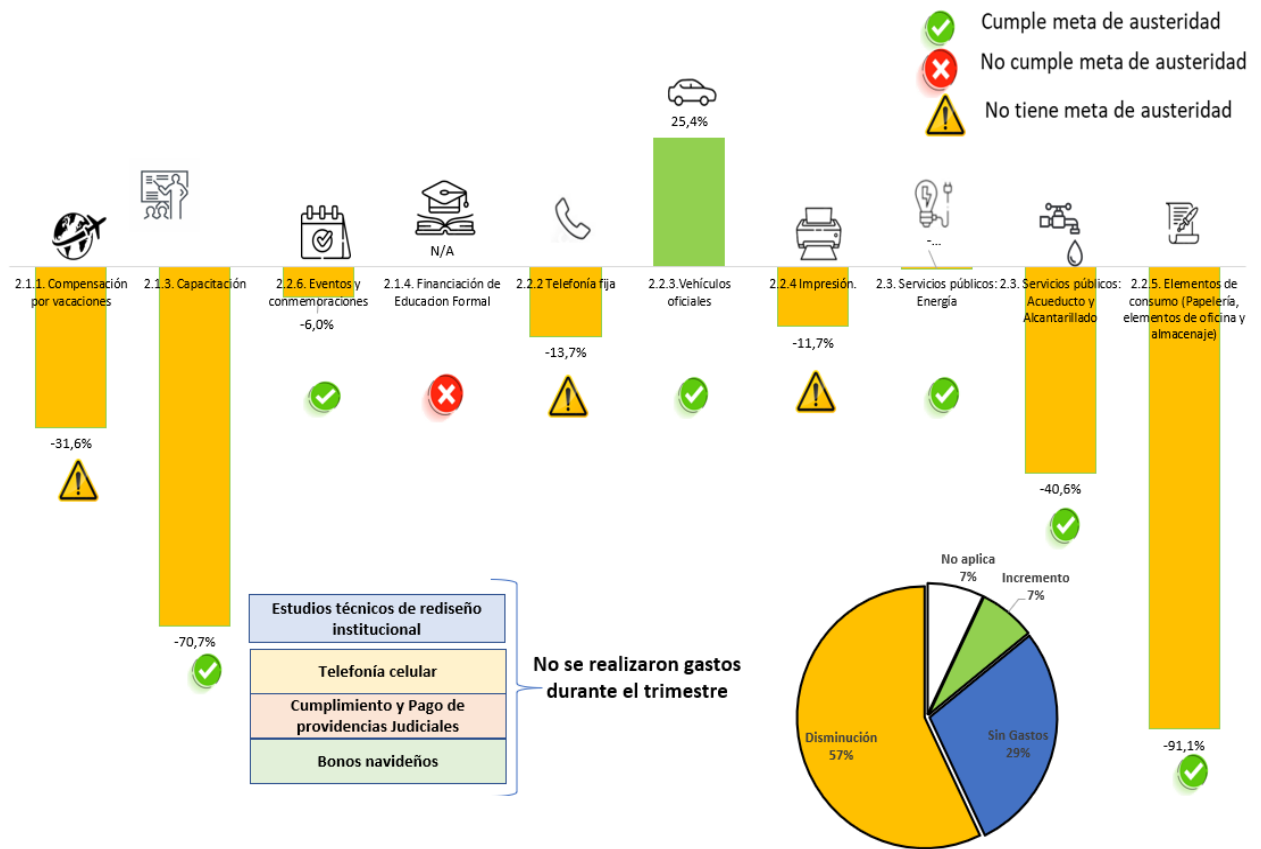 Cumple meta de austeridad
No cumple meta de austeridad
No tiene meta de austeridad
25,4%
N/A
-...
2.1.1. Compensación
por vacaciones
2.1.3. Capacitación
2.2.6. Eventos y
conmemoraciones
2.1.4. Financiación de
Educacion Formal
2.2.2 Telefonía fija
2.2.3. Vehículos
oficiales
2.2.4 Impresión.
2.3. Servicios públicos:
Energía
2.3. Servicios públicos:
Acueducto y
Alcantarillado
2.2.5. Elementos de
consumo (Papelería,
elementos de oficina y
almacenaje)
-6,0%
-13,7%
-11,7%
-31,6%
-40,6%
-70,7%
-91,1%
Estudios técnicos de rediseño
institucional
Telefonía celular
Cumplimiento y Pago de
providencias Judiciales
Bonos navideños
No se realizaron gastos
durante el trimestre
No aplica
7%
Incremento
7%
Sin Gastos
29%
Disminución
57%